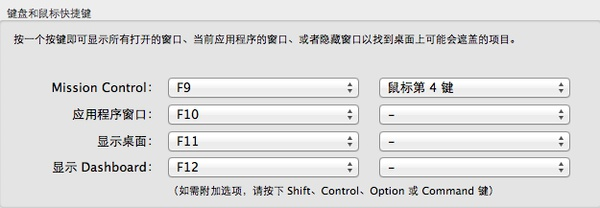 键盘和鼠标快捷键
按一个按键即可显示所有打开的窗口、当前应用程序的窗口、或者隐藏窗口以找到桌面上可能会遮盖的项目。
Mission Control： F9 鼠标第 4 键
应用程序窗口： F10 –
显示桌面： F11 –
显示 Dashboard： F12 –
（如需附加选项，请按下 Shift、Control、Option 或 Command 键）